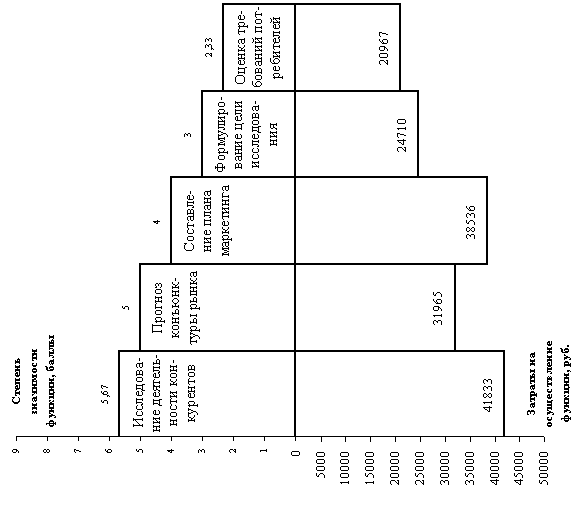 Степень
значимости
функции, баллы
5,67
5
4
3
2,33
Исследова-
ние деятель-
ности кон-
курентов
Прогноз
конъюнк-
туры рынка
Составле-
ние плана
маркетинга
Формулиро-
вание цели
исследова-
ния
Оценка тре-
бований пот-
ребителей
41833
31965
38536
24710
20967
9
8
7
6
5
4
3
2
1
0
5000
10000
15000
20000
25000
30000
35000
40000
45000
50000
Затраты на
осуществление
функции, руб.